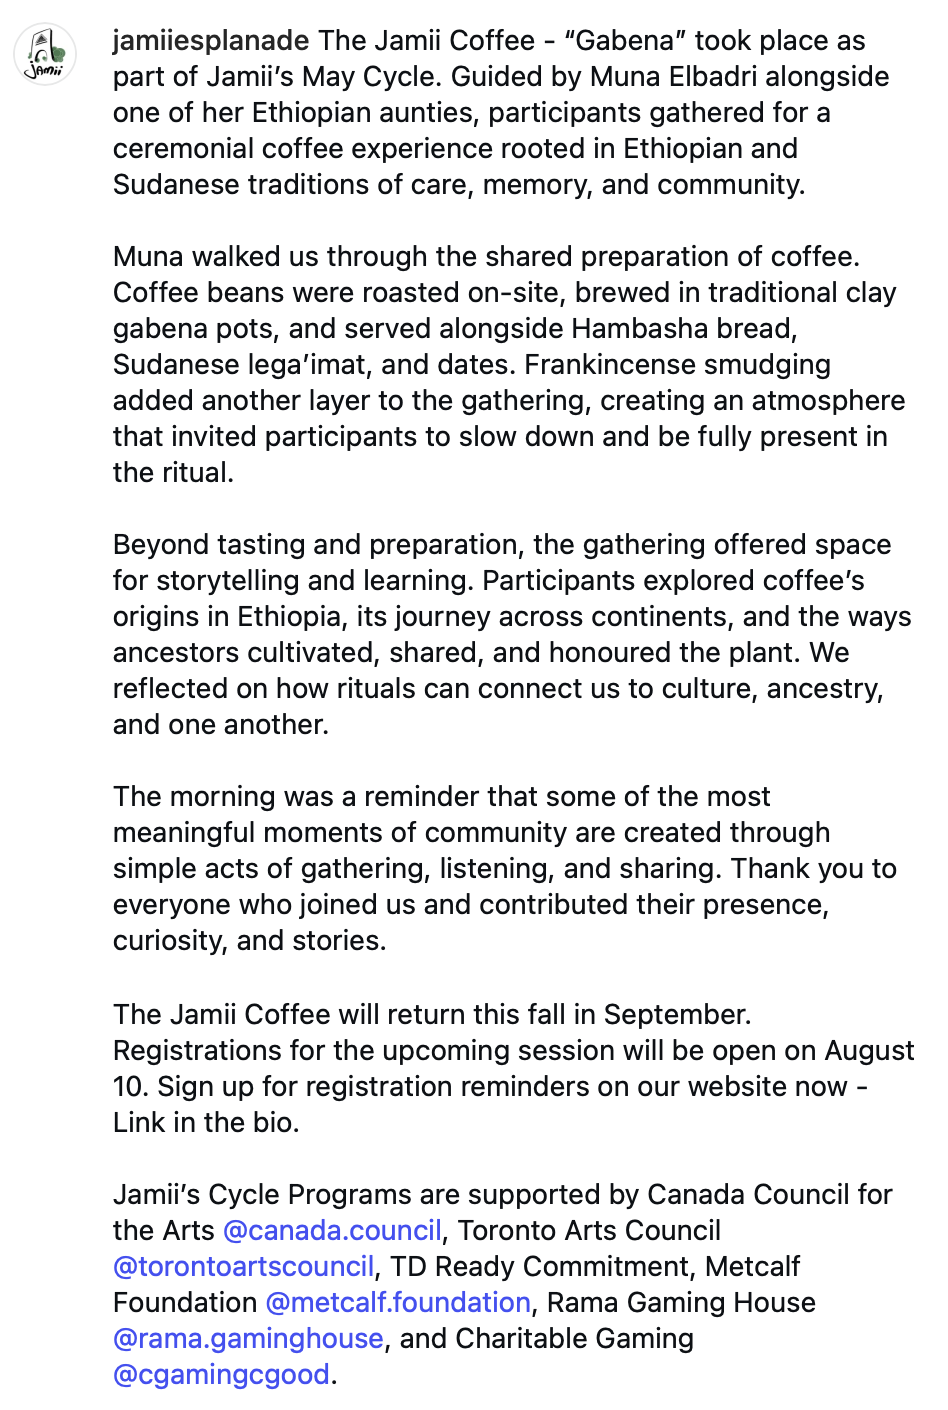 Jamii
jamiiesplanade The Jamii Coffee - “Gabena” took place as
part of Jamii’s May Cycle. Guided by Muna Elbadri alongside
one of her Ethiopian aunties, participants gathered for a
ceremonial coffee experience rooted in Ethiopian and
Sudanese traditions of care, memory, and community.
Muna walked us through the shared preparation of coffee.
Coffee beans were roasted on-site, brewed in traditional clay
gabena pots, and served alongside Hambasha bread,
Sudanese lega’imat, and dates. Frankincense smudging
added another layer to the gathering, creating an atmosphere
that invited participants to slow down and be fully present in
the ritual.
Beyond tasting and preparation, the gathering offered space
for storytelling and learning. Participants explored coffee’s
origins in Ethiopia, its journey across continents, and the ways
ancestors cultivated, shared, and honoured the plant. We
reflected on how rituals can connect us to culture, ancestry,
and one another.
The morning was a reminder that some of the most
meaningful moments of community are created through
simple acts of gathering, listening, and sharing. Thank you to
everyone who joined us and contributed their presence,
curiosity, and stories.
The Jamii Coffee will return this fall in September.
Registrations for the upcoming session will be open on August
10. Sign up for registration reminders on our website now -
Link in the bio.
Jamii’s Cycle Programs are supported by Canada Council for
the Arts @canada.council, Toronto Arts Council
@torontoartscouncil, TD Ready Commitment, Metcalf
Foundation @metcalf.foundation, Rama Gaming House
@rama.gaminghouse, and Charitable Gaming
@cgamingcgood.